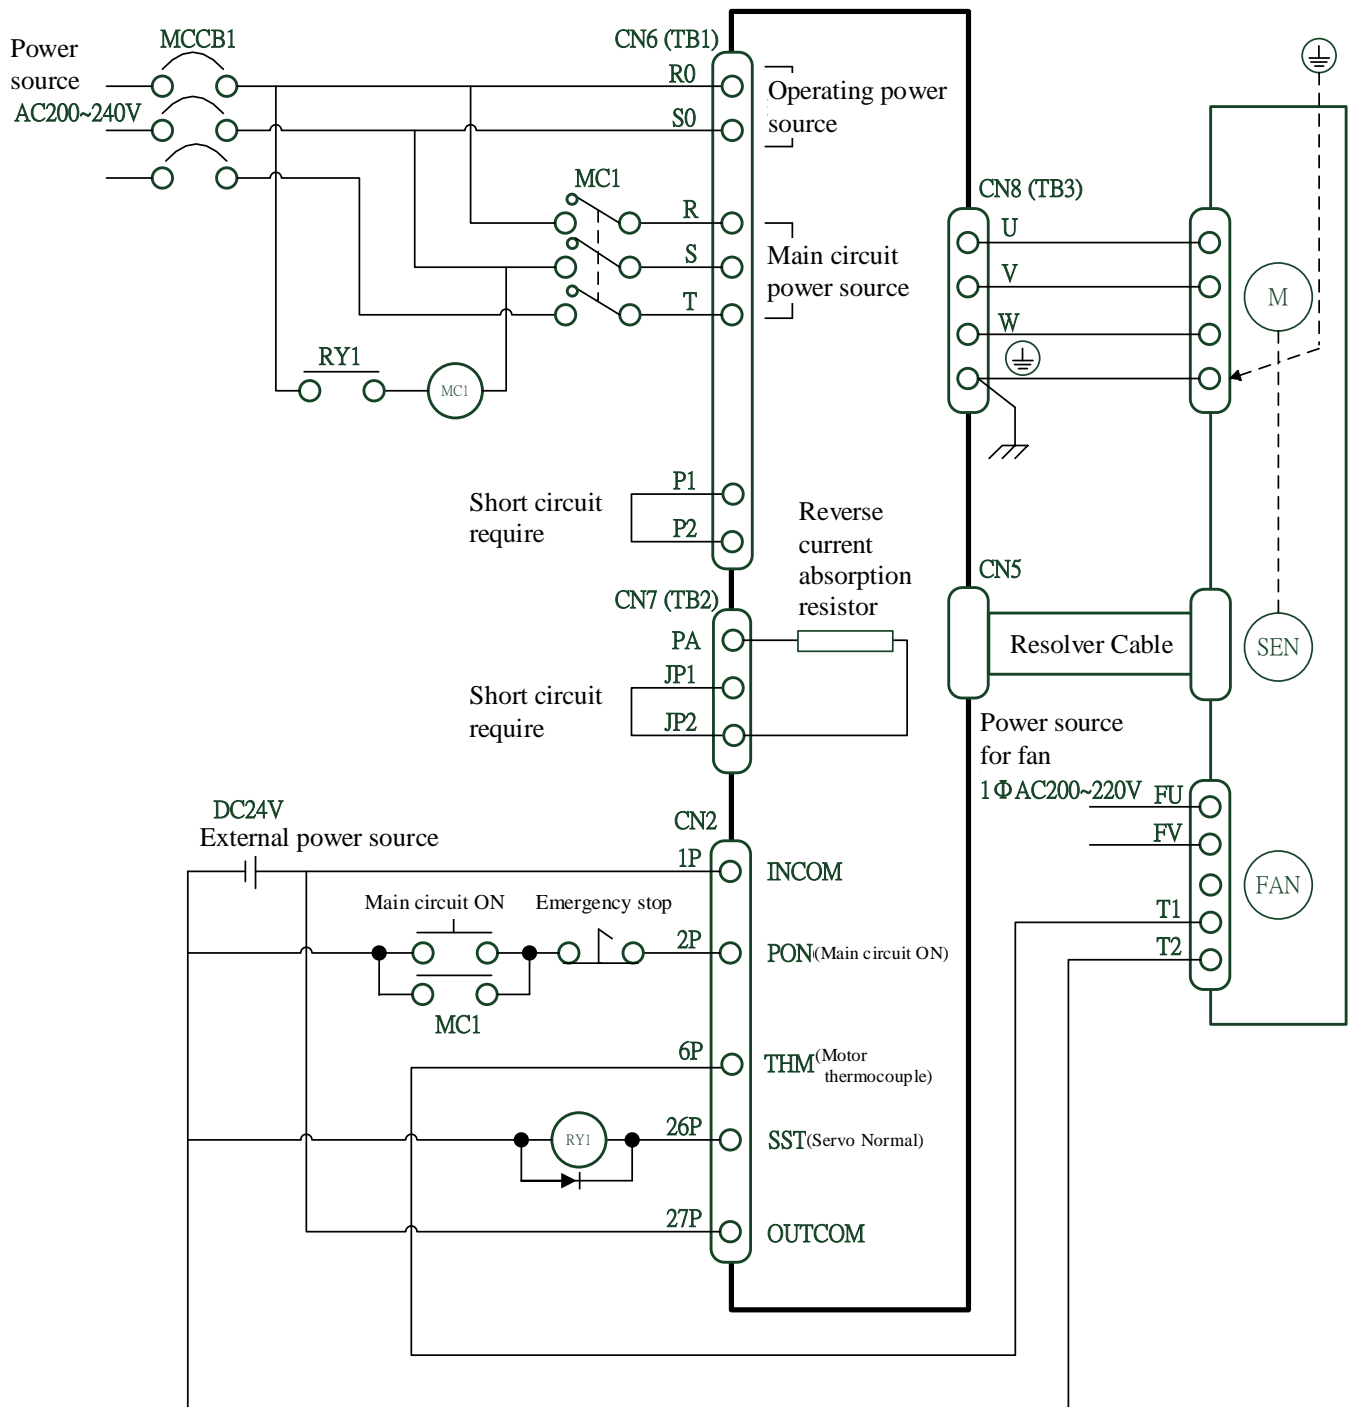 Power
source
AC200~240V
MCCB1
CN6 (TB1)
R0
S0
Operating power
source
MC1
R
S
T
Main circuit
power source
RY1
MC1
CN8 (TB3)
U
V
W
M
P1
P2
Short circuit
require
CN7 (TB2)
PA
JP1
JP2
Short circuit
require
Reverse
current
absorption
resistor
CN5
Resolver Cable
SEN
Power source
for fan
1ΦAC200~220V
FU
FV
T1
T2
FAN
DC24V
External power source
CN2
1P
INCOM
Main circuit ON
Emergency stop
2P
PON(Main circuit ON)
MC1
6P
THM(Motor
thermocouple)
RY1
26P
SST(Servo Normal)
27P
OUTCOM